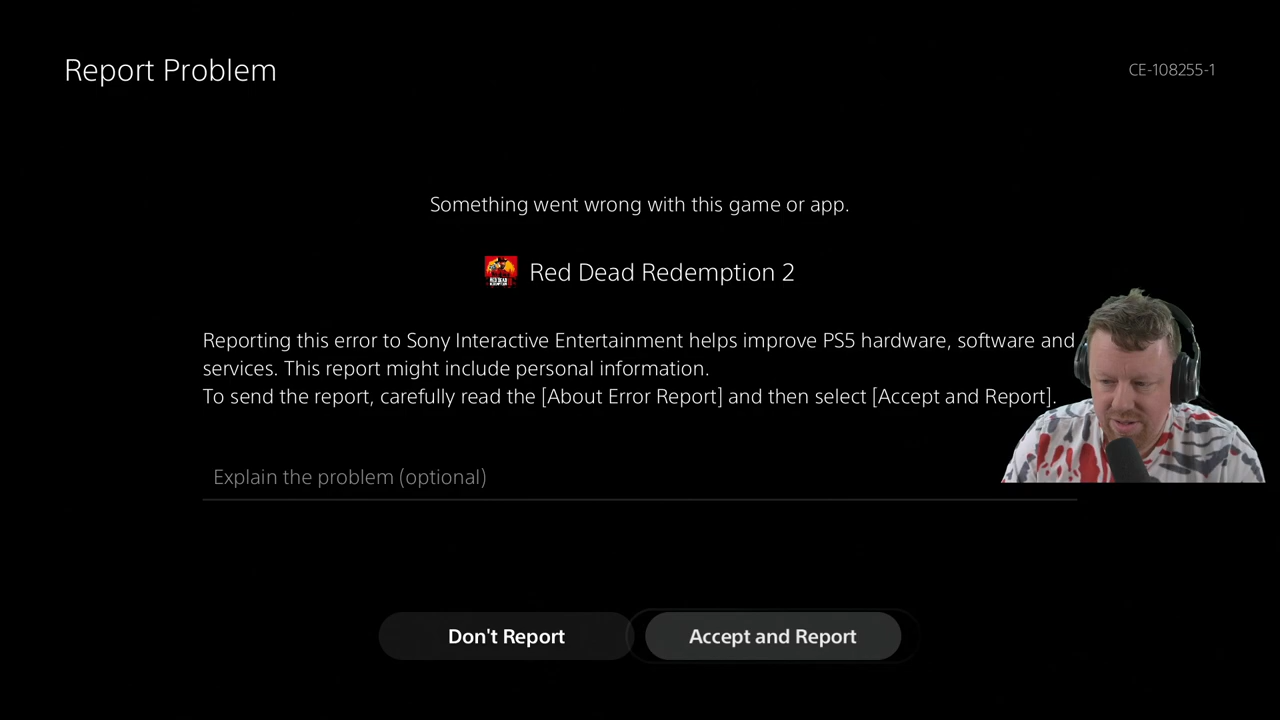 Report Problem
CE-108255-1
Something went wrong with this game or app.
Red Dead Redemption 2
Reporting this error to Sony Interactive Entertainment helps improve PS5 hardware, software and
services. This report might include personal information.
To send the report, carefully read the [About Error Report] and then select [Accept and Report].
Explain the problem (optional)
Don't Report
Accept and Report